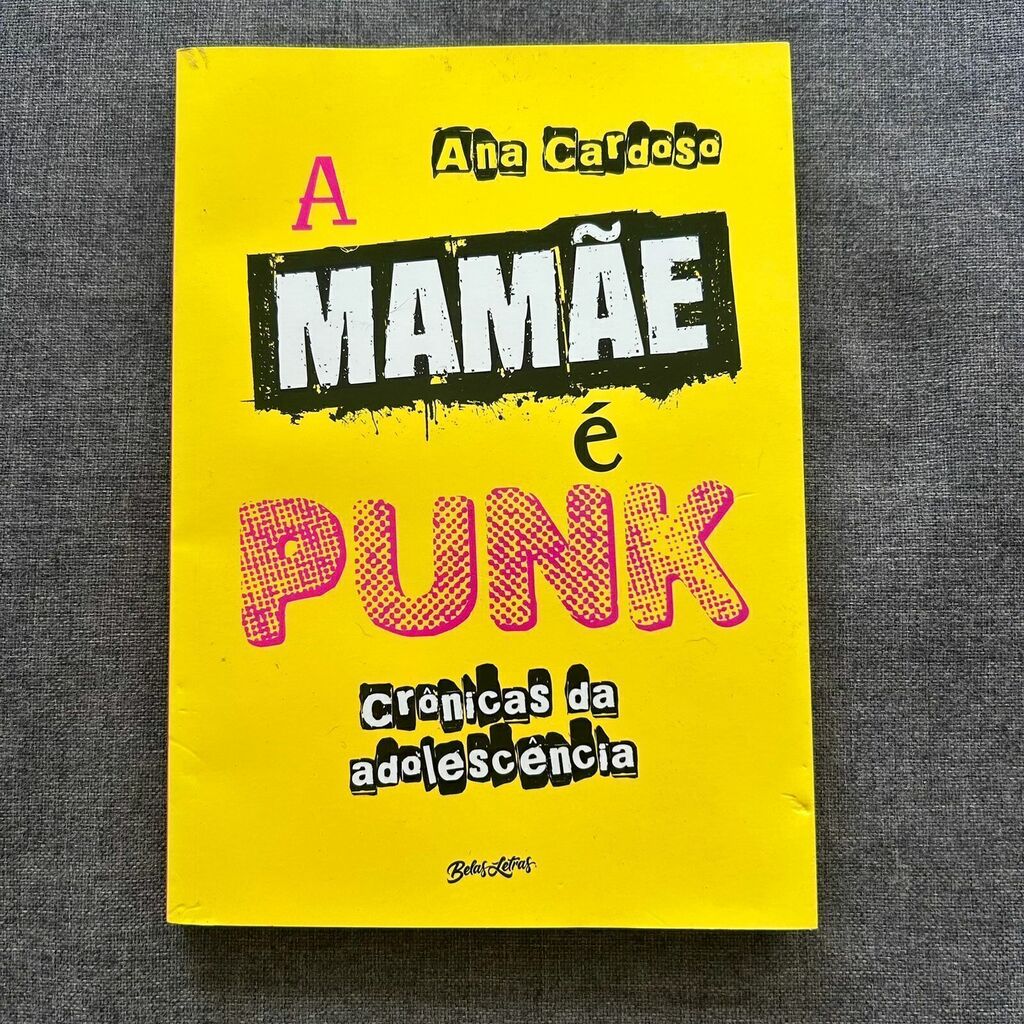 Ana Cardoso
A
MAMÃE
é
PUNK
Crônicas da
adolescência
Belas Letras